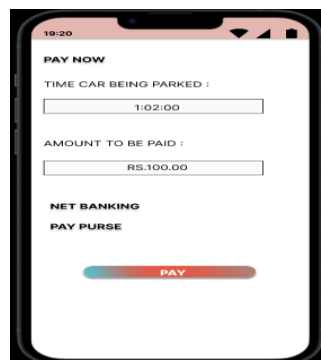 19:20
PAY NOW
TIME CAR BEING PARKED :
1:02:00
AMOUNT TO BE PAID :
RS.100.00
NET BANKING
PAY PURSE
PAY